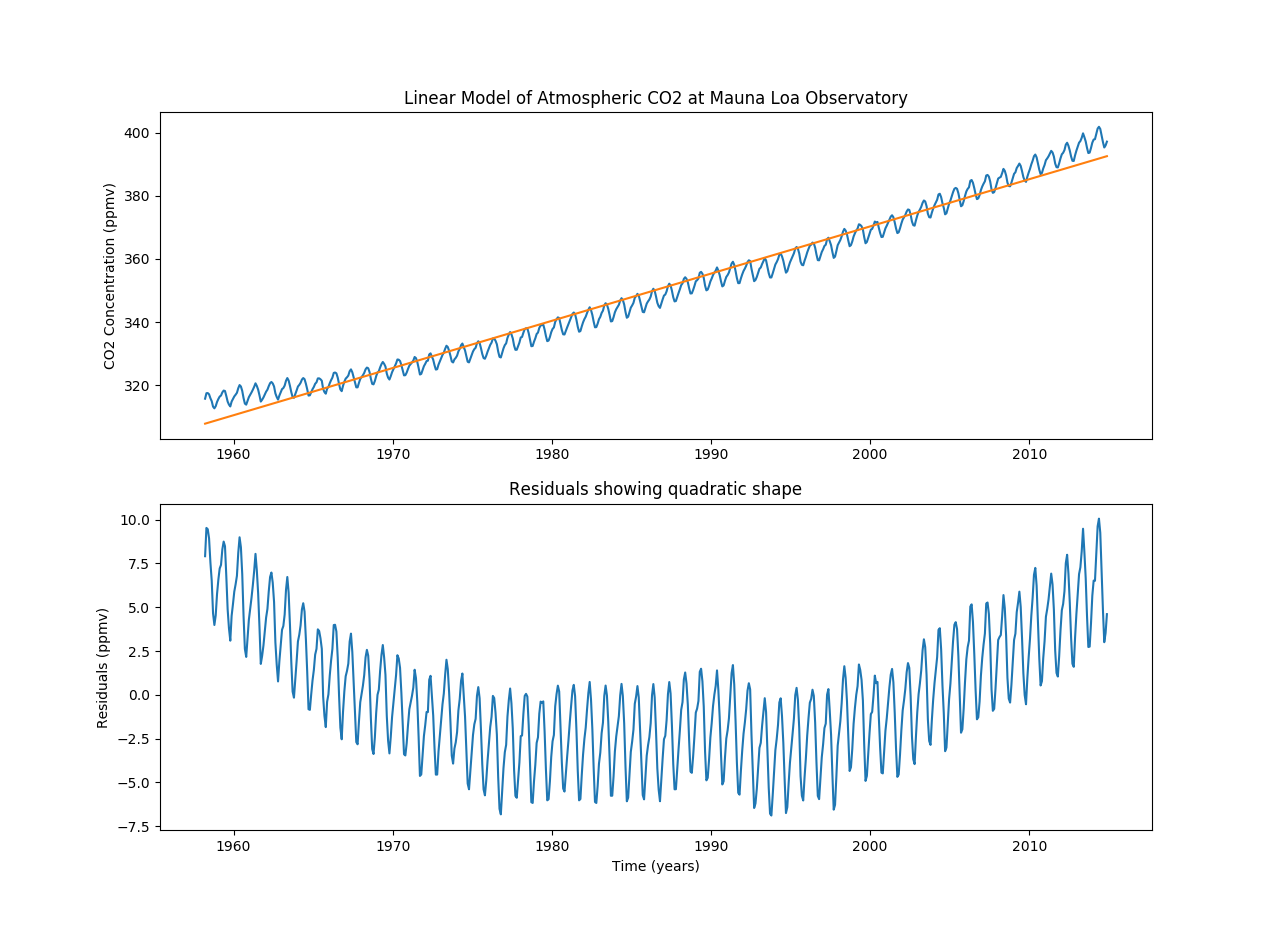 Linear Model of Atmospheric CO2 at Mauna Loa Observatory
CO2 Concentration (ppmv)
400
380
360
340
320
1960 1970 1980 1990 2000 2010
Residuals showing quadratic shape
Residuals (ppmv)
10.0
7.5
5.0
2.5
0.0
−2.5
−5.0
−7.5
1960 1970 1980 1990 2000 2010
Time (years)